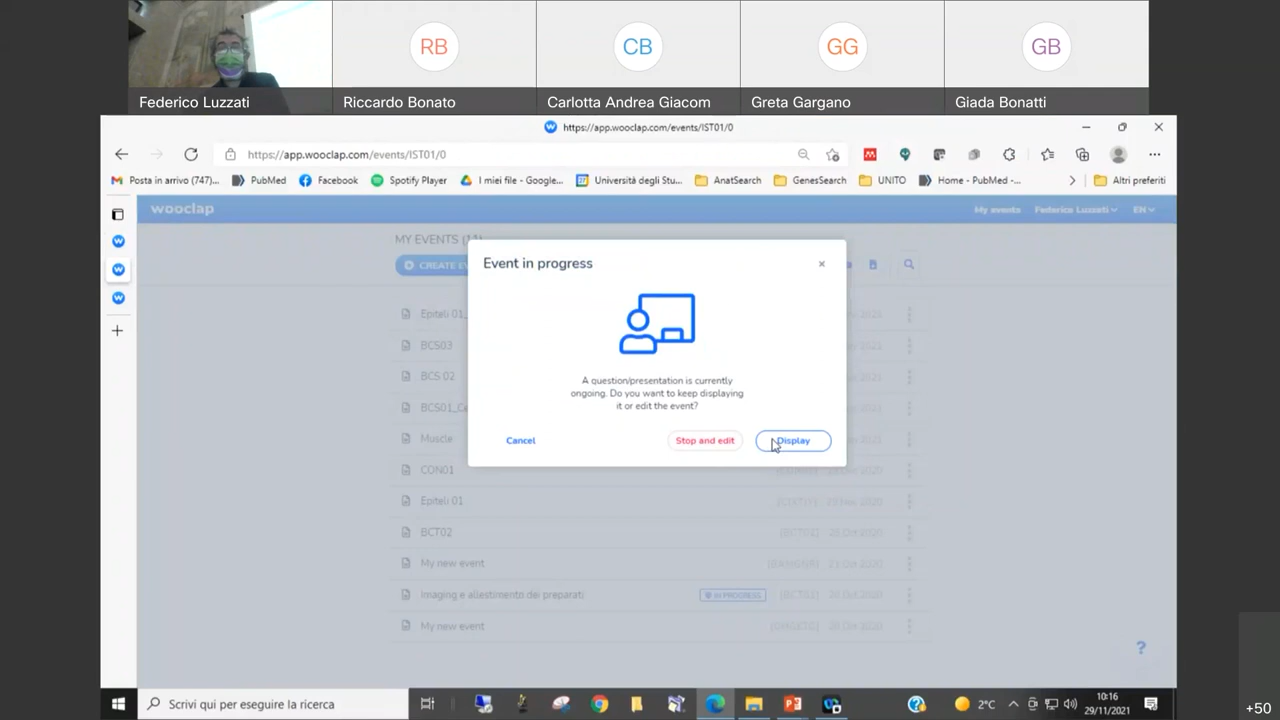 RB
CB
GG
GB
Federico Luzzati
Riccardo Bonato
Carlotta Andrea Giacom
Greta Gargano
Giada Bonatti
https://app.wooclap.com/events/IST01/0
https://app.wooclap.com/events/IST01/0
Posta in arrivo (747)...
PubMed
Facebook
Spotify Player
I miei file - Google...
Università degli Stu...
AnatSearch
GenesSearch
UNITO
Home - PubMed -...
Altri preferiti
wooclap
My events
Federico Luzzati
EN
MY EVENTS (11)
CREATE EV
Event in progress
A question/presentation is currently
ongoing. Do you want to keep displaying
it or edit the event?
Cancel
Stop and edit
Display
Epiteli 01_
BCS03
BCS 02
BCS01_Ce
Muscle
CON01
Epiteli 01
BCT02
My new event
Imaging e allestimento dei preparati
IN PROGRESS
My new event
?
Scrivi qui per eseguire la ricerca
2°C
10:16
29/11/2021
+50